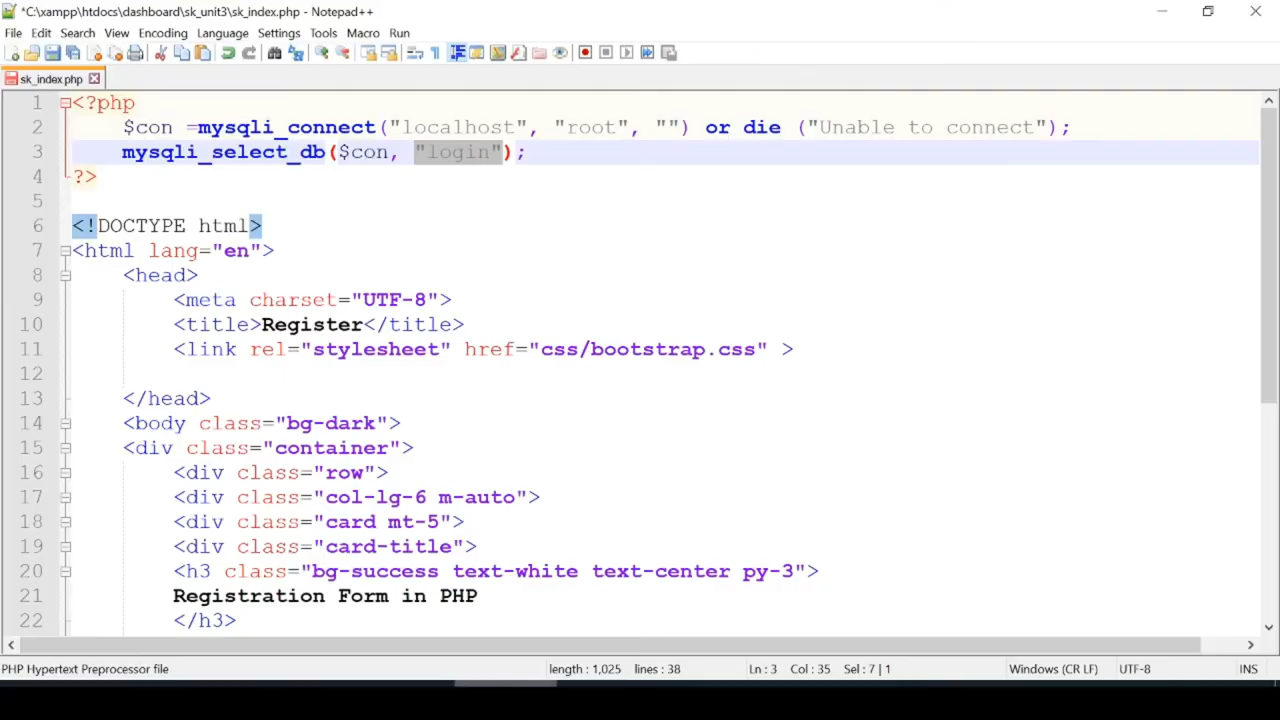 *C:\xampp\htdocs\dashboard\sk_unit3\sk_index.php - Notepad++
File Edit Search View Encoding Language Settings Tools Macro Run
sk_index.php
1 <?php
2 $con =mysqli_connect("localhost", "root", "") or die ("Unable to connect");
3 mysqli_select_db($con, "login");
4 ?>
5
6 <!DOCTYPE html>
7 <html lang="en">
8 <head>
9 <meta charset="UTF-8">
10 <title>Register</title>
11 <link rel="stylesheet" href="css/bootstrap.css" >
12
13 </head>
14 <body class="bg-dark">
15 <div class="container">
16 <div class="row">
17 <div class="col-lg-6 m-auto">
18 <div class="card mt-5">
19 <div class="card-title">
20 <h3 class="bg-success text-white text-center py-3">
21 Registration Form in PHP
22 </h3>
PHP Hypertext Preprocessor file length : 1,025 lines : 38 Ln : 3 Col : 35 Sel : 7 | 1 Windows (CR LF) UTF-8 INS